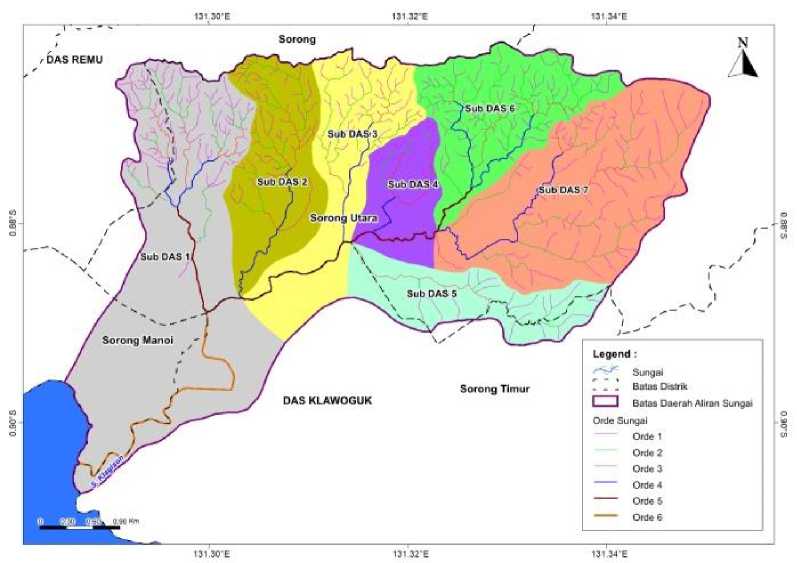 131.30°E
131.32°E
131.34°E
Sorong
DAS REMU
N
Sub DAS 6
Sub DAS 3
Sub DAS 2
Sub DAS 4
Sub DAS 7
Sorong Utara
0.88°S
0.88°S
Sub DAS 1
Sub DAS 5
Sorong Manoi
DAS KLAWOGUK
Sorong Timur
Legend :
Sungai
Batas Distrik
Batas Daerah Aliran Sungai
Orde Sungai
Orde 1
Orde 2
Orde 3
Orde 4
Orde 5
Orde 6
0.90°S
0.90°S
S. Klagison
0
0.90 Km
131.30°E
131.32°E
131.34°E